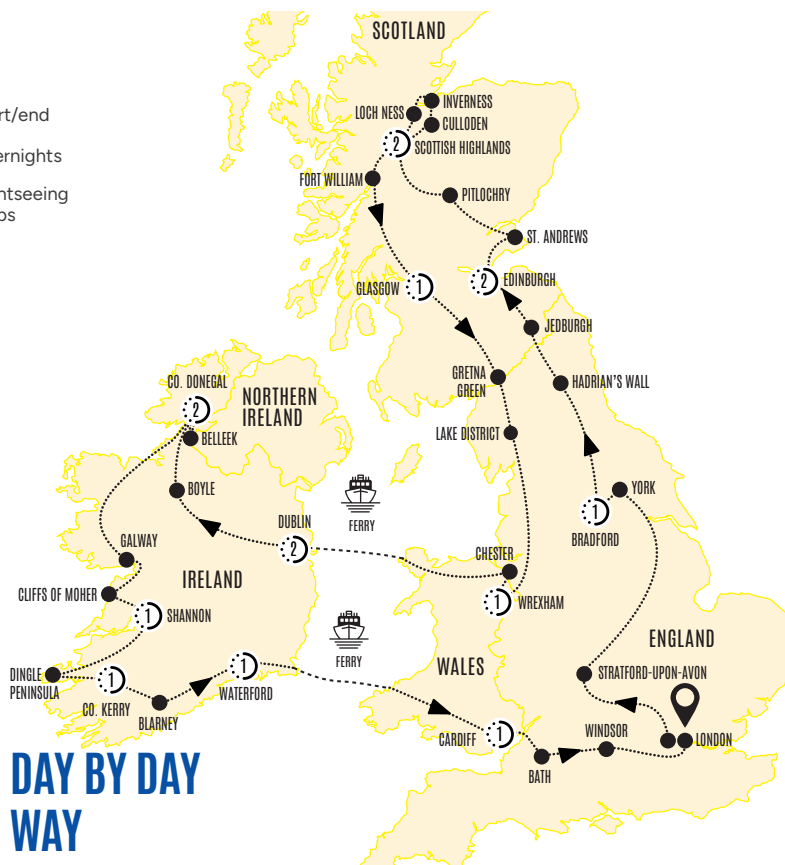 SCOTLAND
INVERNESS
LOCH NESS
CULLODEN
2
SCOTTISH HIGHLANDS
FORT WILLIAM
PITLOCHRY
ST. ANDREWS
2
EDINBURGH
GLASGOW
1
JEDBURGH
GRETNA
GREEN
HADRIAN'S WALL
LAKE DISTRICT
rt/end
ernights
ntseeing
ps
CO. DONEGAL
2
NORTHERN
IRELAND
BELLEEK
BOYLE
YORK
1
BRADFORD
FERRY
DUBLIN
2
GALWAY
CHESTER
IRELAND
CLIFFS OF MOHER
1
SHANNON
1
WREXHAM
FERRY
ENGLAND
WALES
DINGLE
PENINSULA
1
CO. KERRY
BLARNEY
1
WATERFORD
STRATFORD-UPON-AVON
CARDIFF
1
BATH
WINDSOR
LONDON
DAY BY DAY
WAY